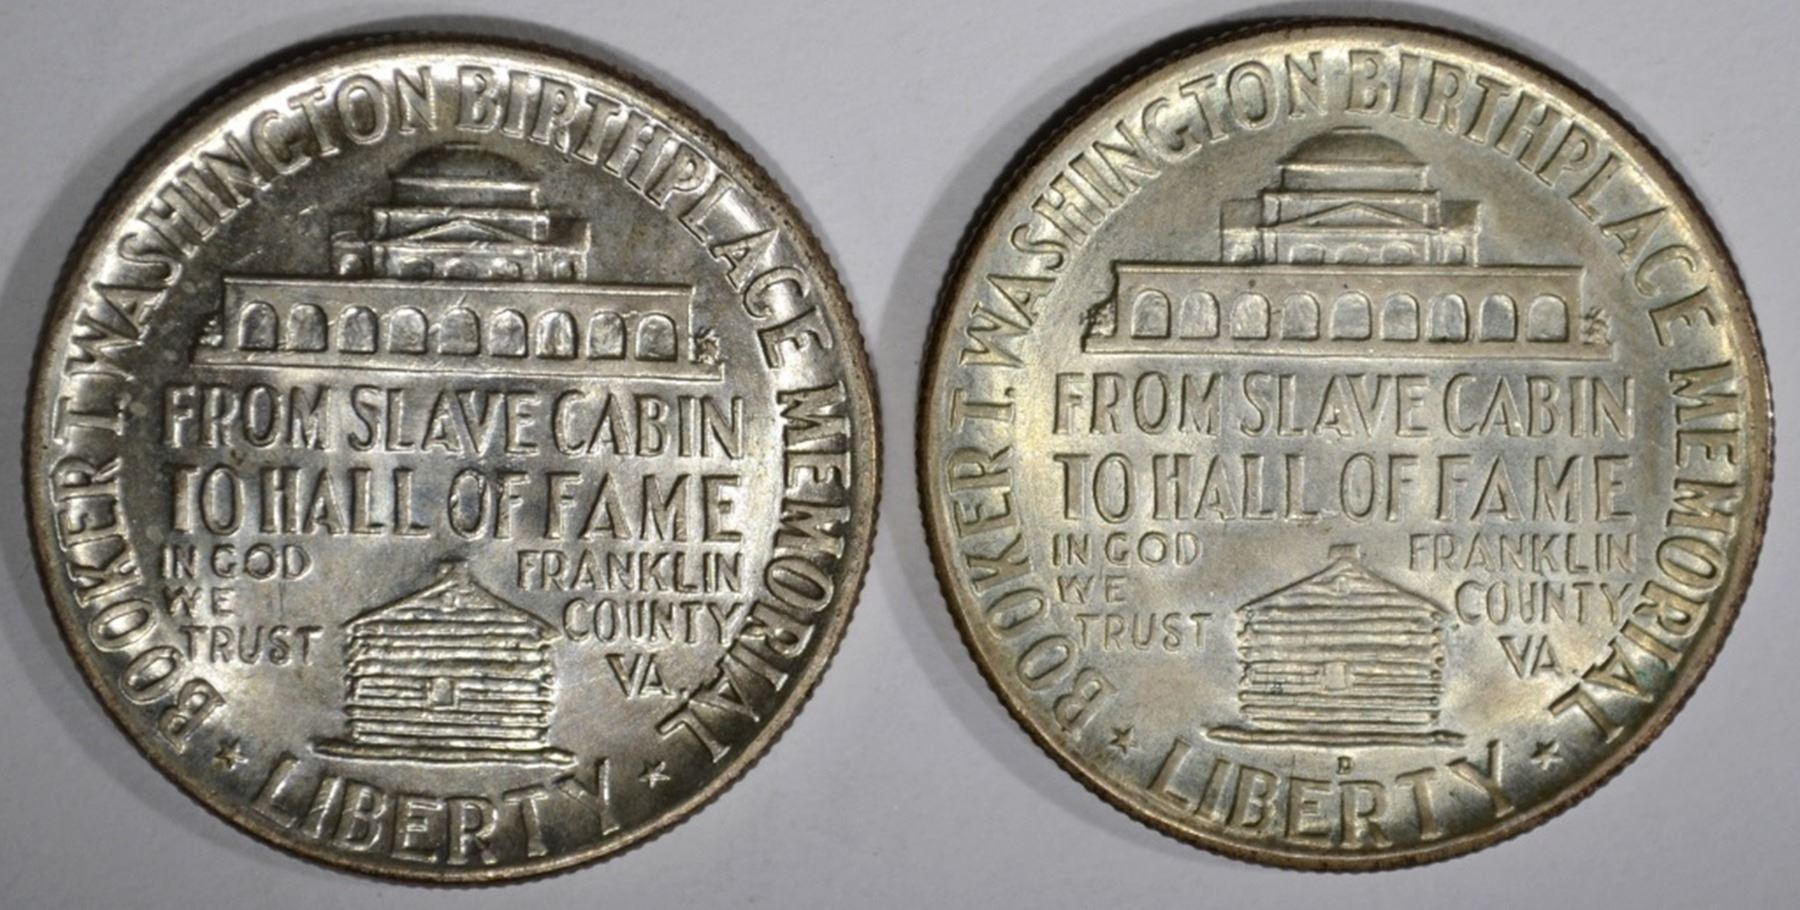 BOOKER T. WASHINGTON BIRTHPLACE MEMORIAL
FROM SLAVE CABIN
TO HALL OF FAME
IN GOD
WE
TRUST
FRANKLIN
COUNTY
VA.
LIBERTY
BOOKER T. WASHINGTON BIRTHPLACE MEMORIAL
FROM SLAVE CABIN
TO HALL OF FAME
IN GOD
WE
TRUST
FRANKLIN
COUNTY
VA.
D
LIBERTY